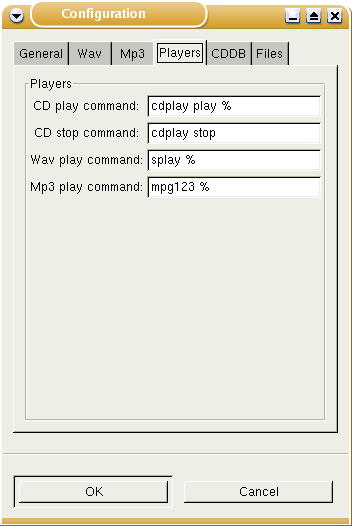 Configuration
General Wav Mp3 Players CDDB Files
Players
CD play command: cdplay play %
CD stop command: cdplay stop
Wav play command: splay %
Mp3 play command: mpg123 %
OK Cancel